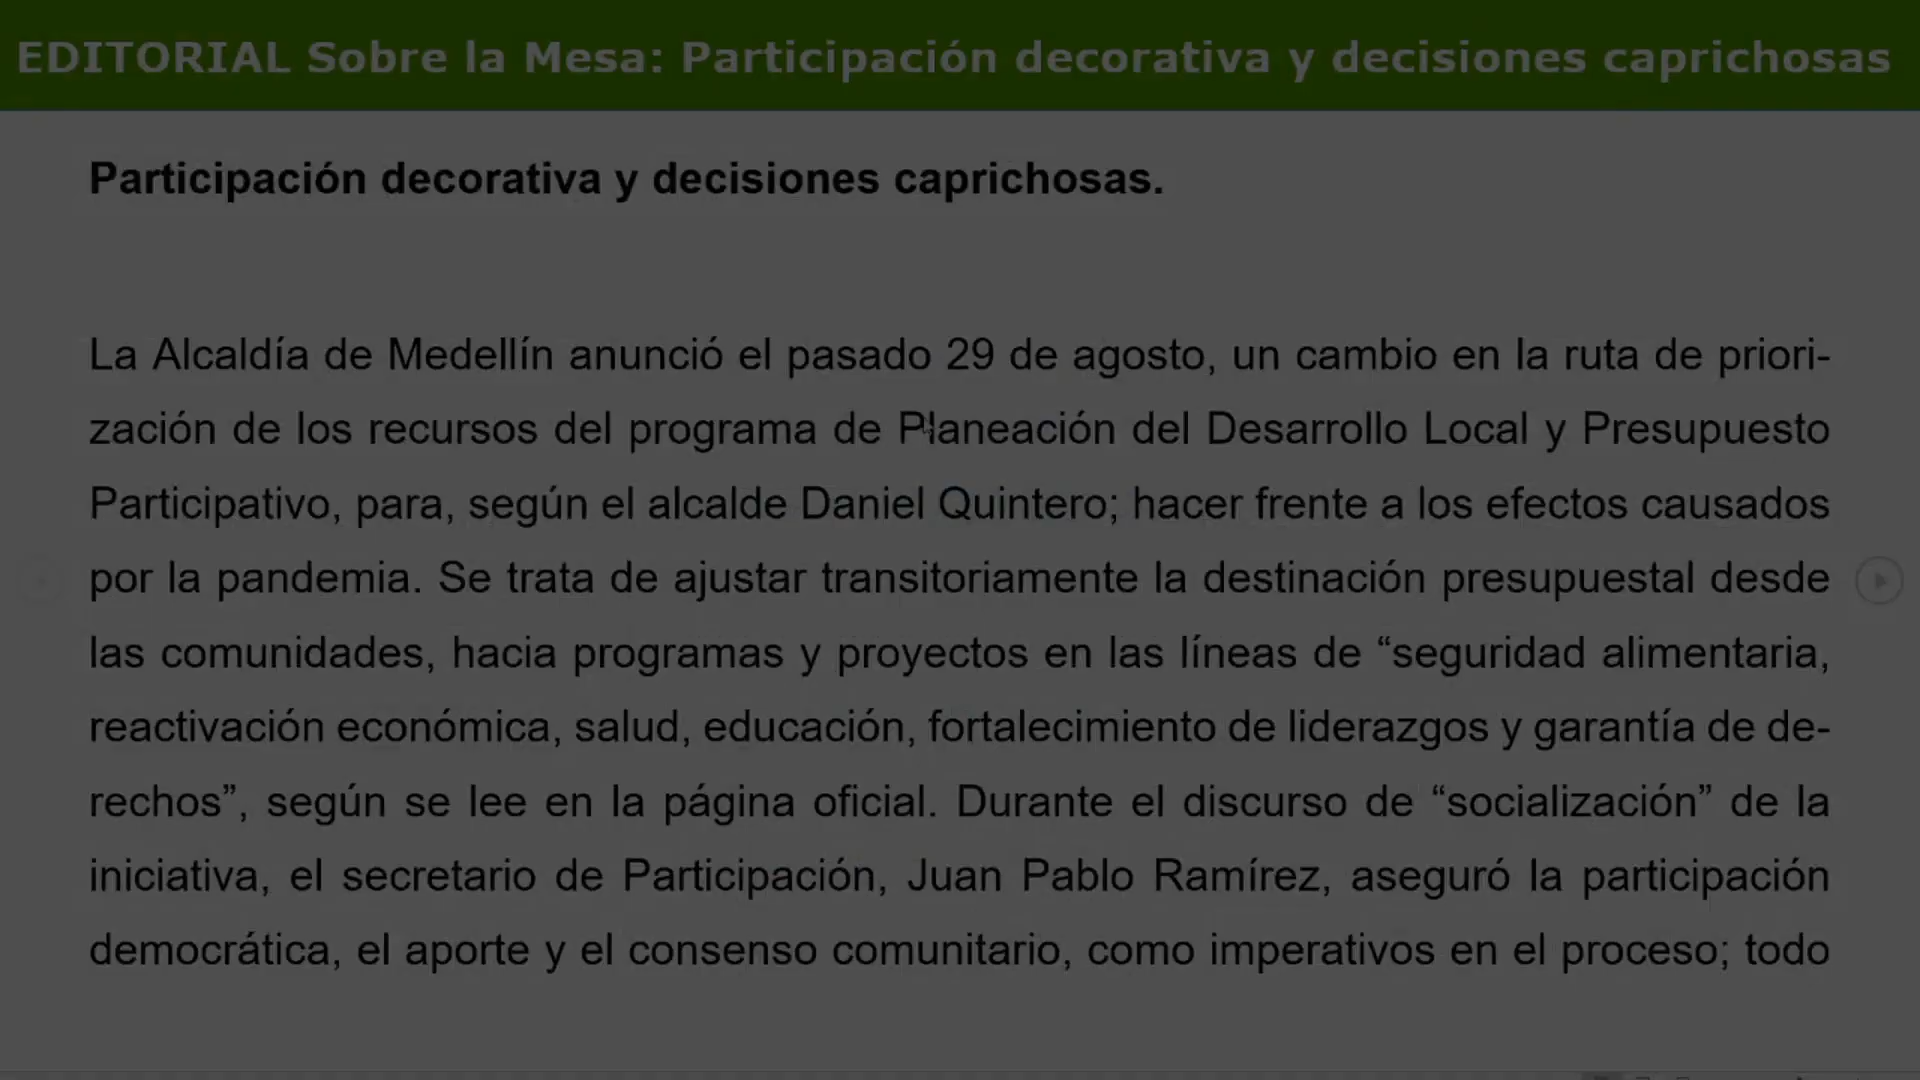 EDITORIAL Sobre la Mesa: Participación decorativa y decisiones caprichosas
Participación decorativa y decisiones caprichosas.
La Alcaldía de Medellín anunció el pasado 29 de agosto, un cambio en la ruta de priori-
zación de los recursos del programa de Planeación del Desarrollo Local y Presupuesto
Participativo, para, según el alcalde Daniel Quintero; hacer frente a los efectos causados
por la pandemia. Se trata de ajustar transitoriamente la destinación presupuestal desde
las comunidades, hacia programas y proyectos en las líneas de “seguridad alimentaria,
reactivación económica, salud, educación, fortalecimiento de liderazgos y garantía de de-
rechos”, según se lee en la página oficial. Durante el discurso de “socialización” de la
iniciativa, el secretario de Participación, Juan Pablo Ramírez, aseguró la participación
democrática, el aporte y el consenso comunitario, como imperativos en el proceso; todo